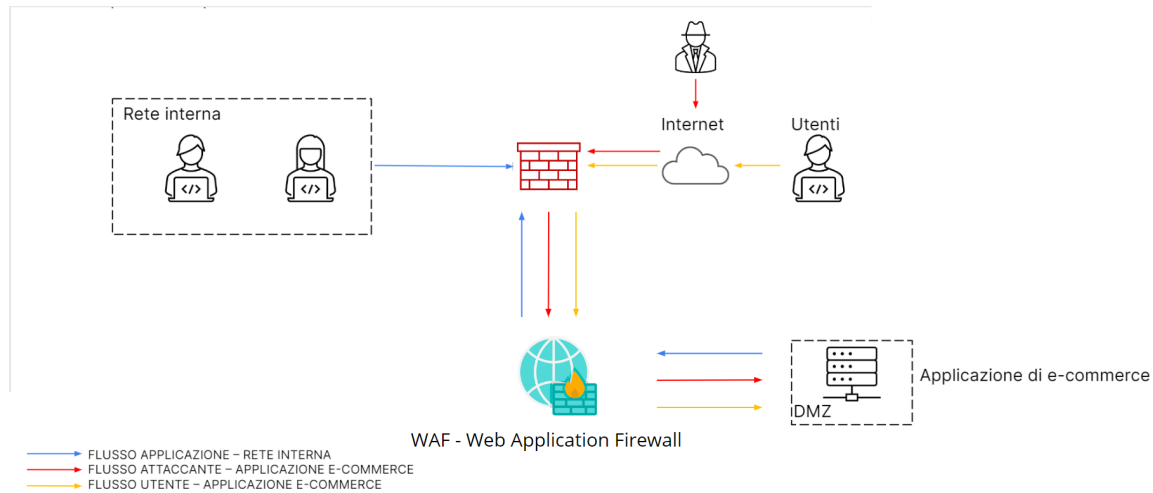 Rete interna
Internet
Utenti
</>
</>
</>
Applicazione di e-commerce
DMZ
WAF - Web Application Firewall
FLUSSO APPLICAZIONE – RETE INTERNA
FLUSSO ATTACCANTE – APPLICAZIONE E-COMMERCE
FLUSSO UTENTE – APPLICAZIONE E-COMMERCE